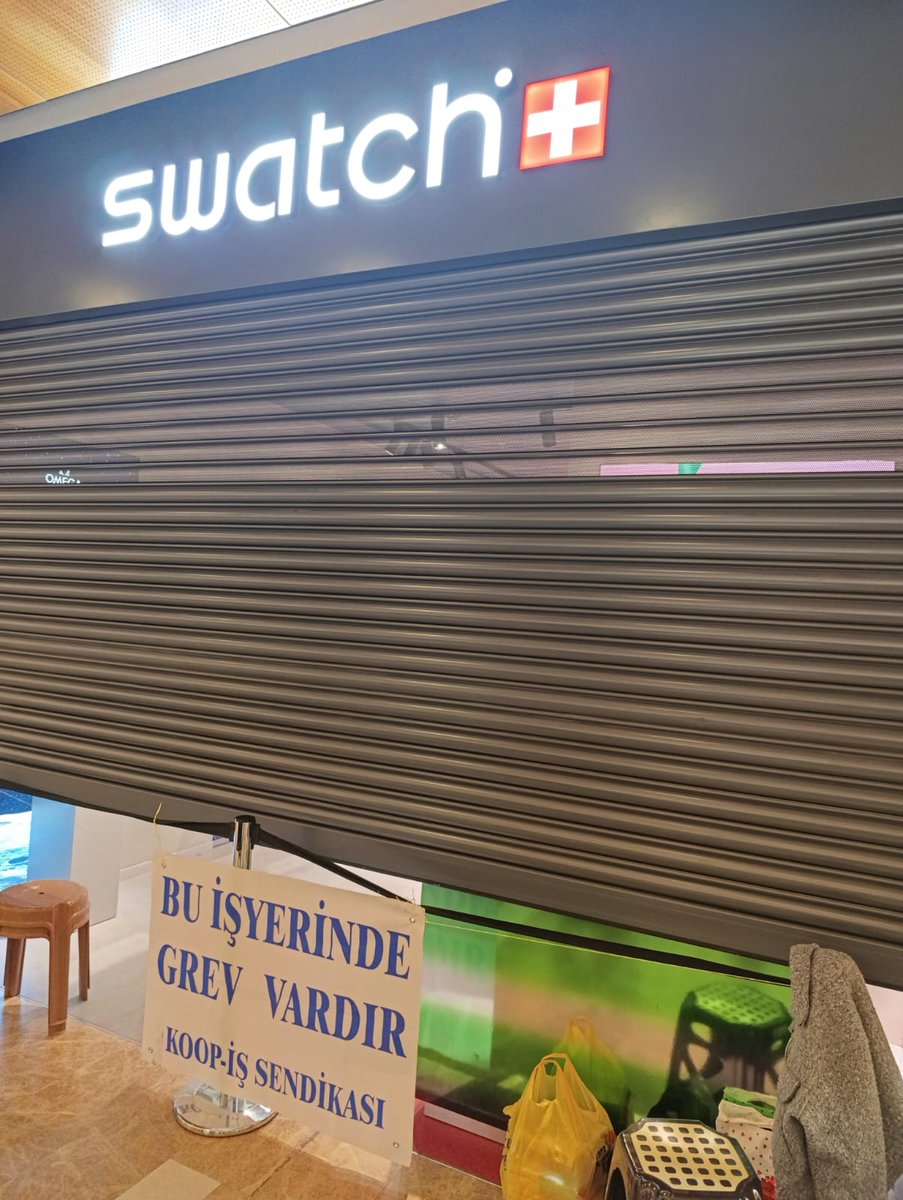 swatch
OMEGA
BU İŞYERİNDE
GREV VARDIR
KOOP-İŞ SENDİKASI